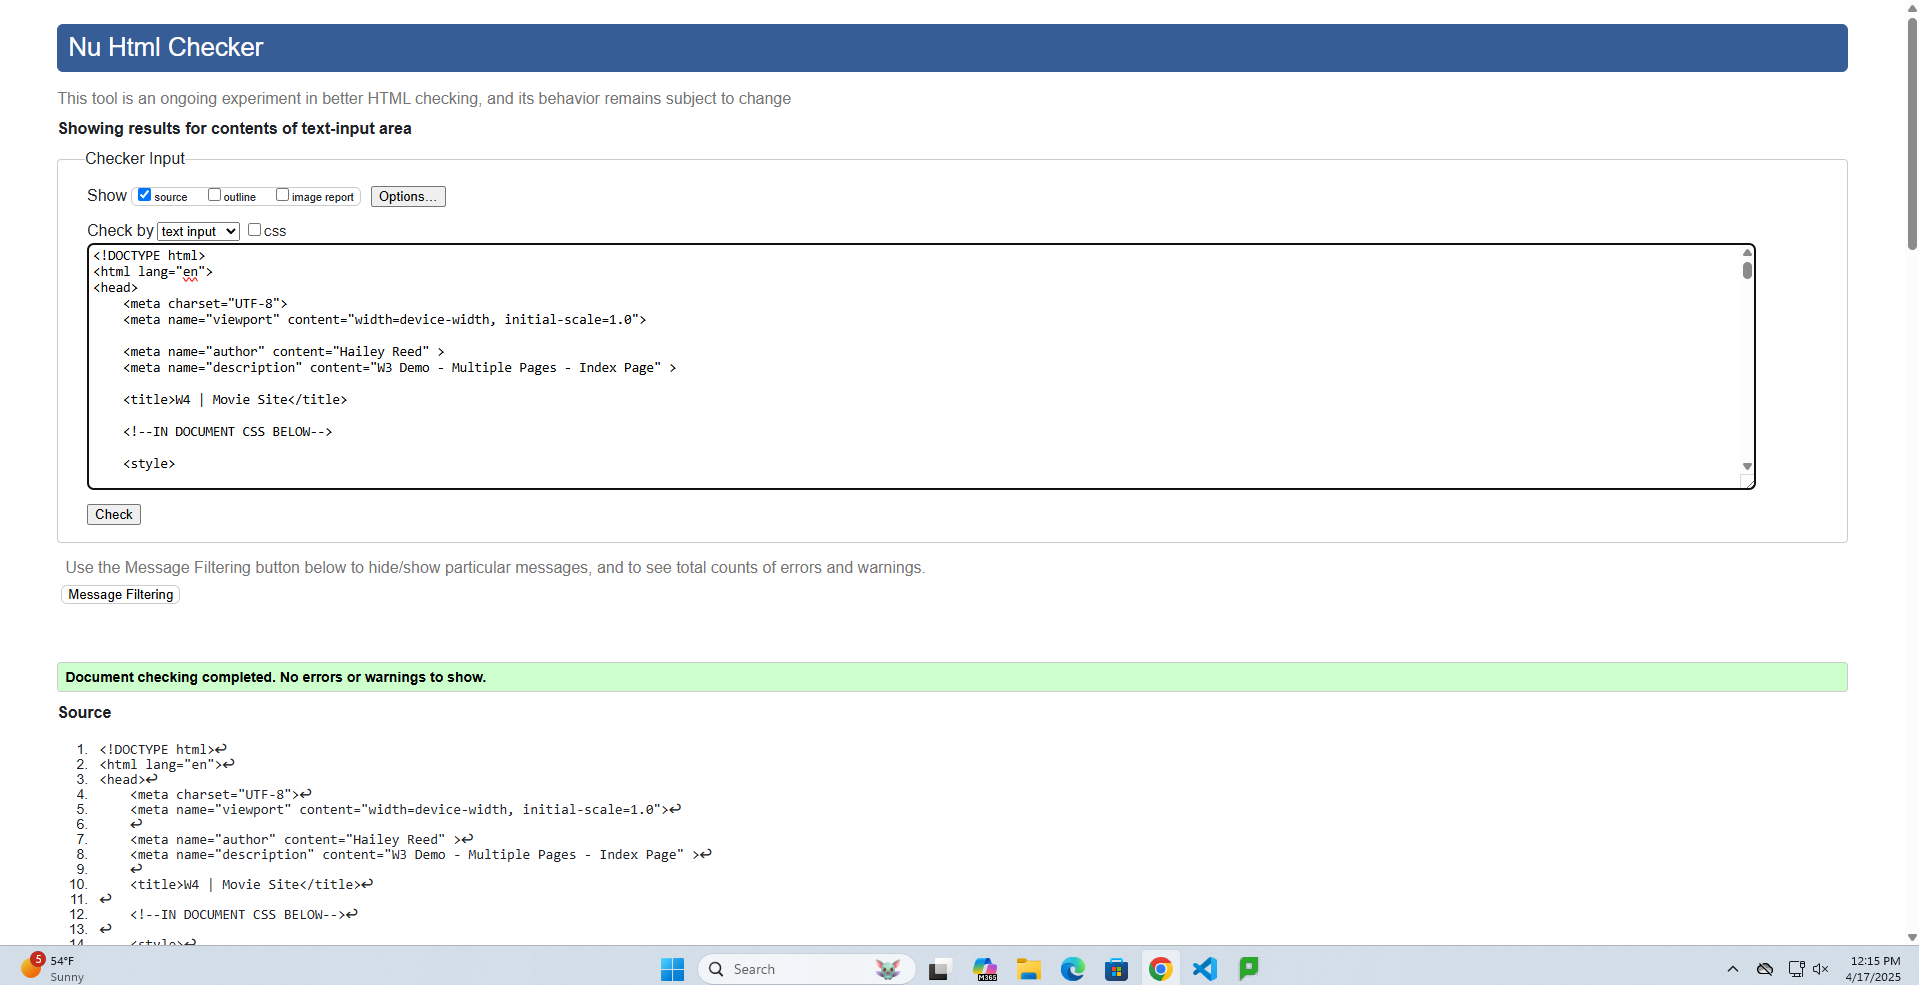 Nu Html Checker
This tool is an ongoing experiment in better HTML checking, and its behavior remains subject to change
Showing results for contents of text-input area
Checker Input
Show source outline image report Options...
Check by text input css
<!DOCTYPE html>
<html lang="en">
<head>
    <meta charset="UTF-8">
    <meta name="viewport" content="width=device-width, initial-scale=1.0">
    <meta name="author" content="Hailey Reed" >
    <meta name="description" content="W3 Demo - Multiple Pages - Index Page" >
    <title>W4 | Movie Site</title>
    <!--IN DOCUMENT CSS BELOW-->
    <style>
Check
Use the Message Filtering button below to hide/show particular messages, and to see total counts of errors and warnings.
Message Filtering
Document checking completed. No errors or warnings to show.
Source
1. <!DOCTYPE html>↩
2. <html lang="en">↩
3. <head>↩
4.     <meta charset="UTF-8">↩
5.     <meta name="viewport" content="width=device-width, initial-scale=1.0">↩
6.     ↩
7.     <meta name="author" content="Hailey Reed" >↩
8.     <meta name="description" content="W3 Demo - Multiple Pages - Index Page" >↩
9.     ↩
10.     <title>W4 | Movie Site</title>↩
11. ↩
12.     <!--IN DOCUMENT CSS BELOW-->↩
13. ↩
14.     <style>↩
5
54°F
Sunny
Search
M365
12:15 PM
4/17/2025